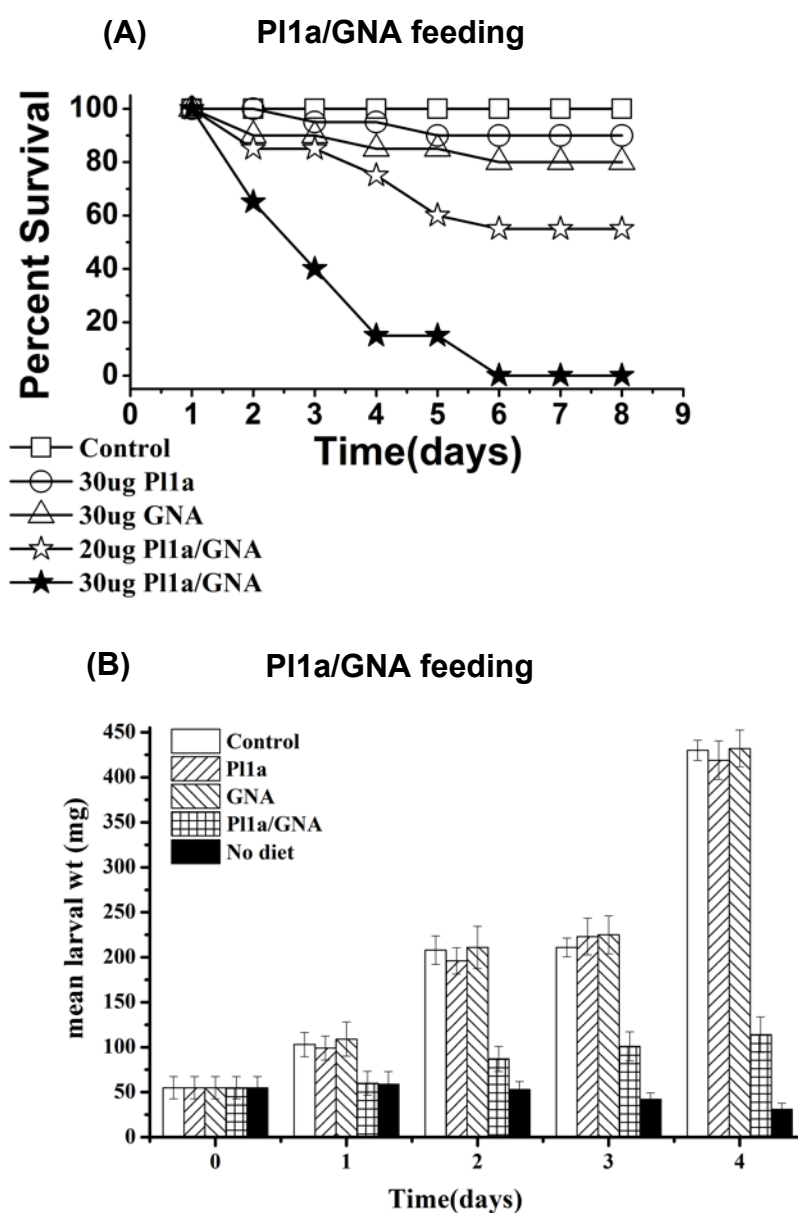 (A) Pl1a/GNA feeding
Percent Survival
100
80
60
40
20
0
0 1 2 3 4 5 6 7 8 9
Time(days)
Control
30ug Pl1a
30ug GNA
20ug Pl1a/GNA
30ug Pl1a/GNA
(B) Pl1a/GNA feeding
mean larval wt (mg)
450
400
350
300
250
200
150
100
50
0
Control
Pl1a
GNA
Pl1a/GNA
No diet
0 1 2 3 4
Time(days)